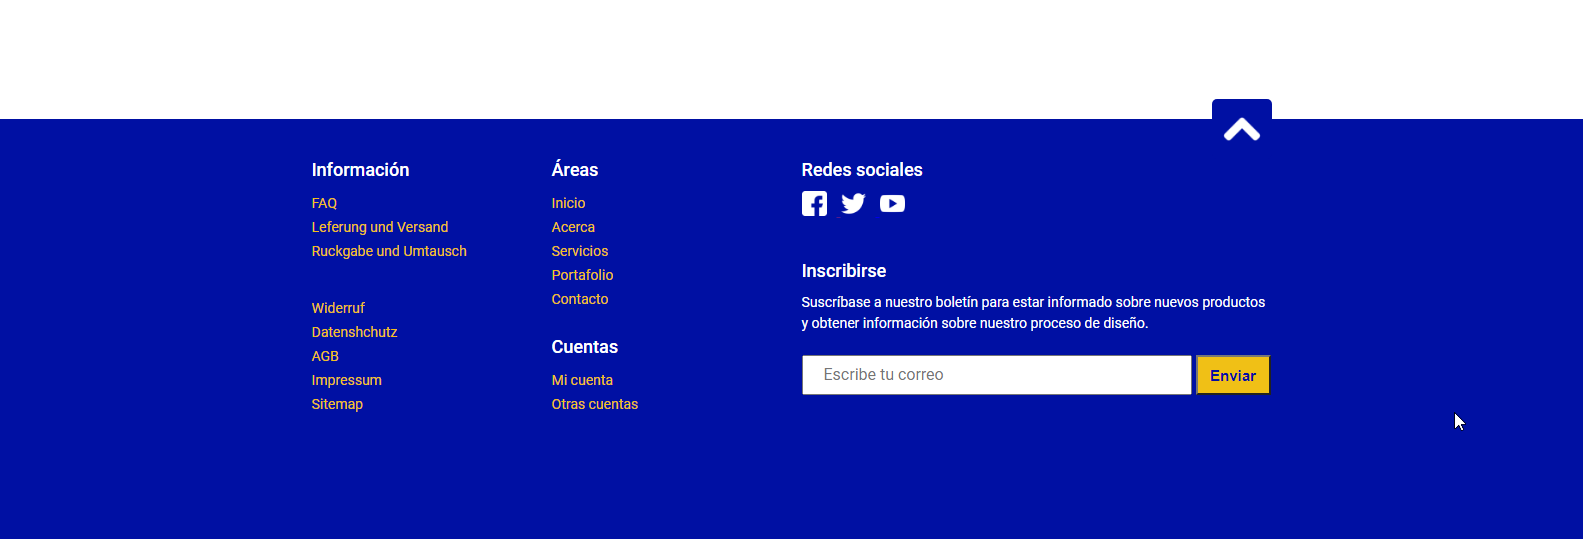 Información
FAQ
Leferung und Versand
Ruckgabe und Umtausch
Widerruf
Datenshchutz
AGB
Impressum
Sitemap
Áreas
Inicio
Acerca
Servicios
Portafolio
Contacto
Cuentas
Mi cuenta
Otras cuentas
Redes sociales
Inscribirse
Suscríbase a nuestro boletín para estar informado sobre nuevos productos
y obtener información sobre nuestro proceso de diseño.
Escribe tu correo
Enviar